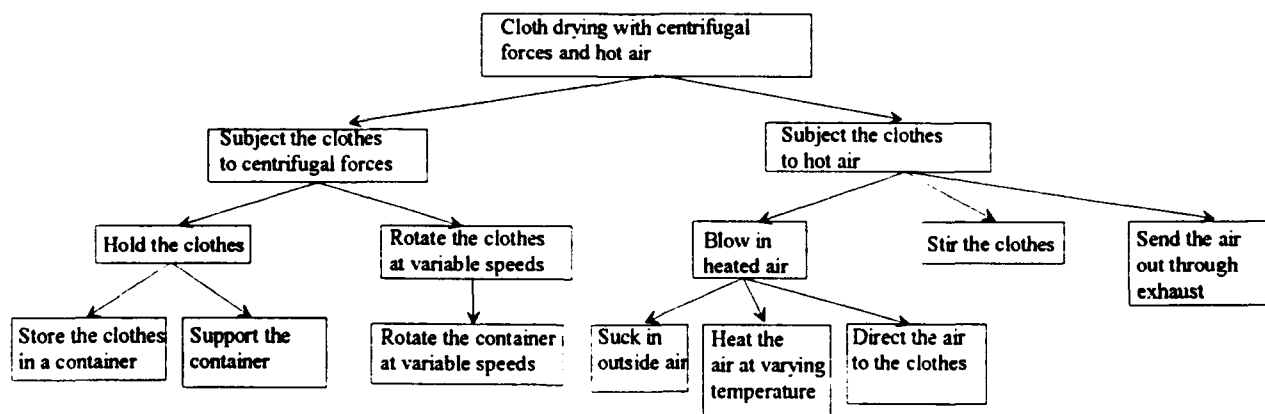 Cloth drying with centrifugal
forces and hot air
Subject the clothes
to centrifugal forces
Subject the clothes
to hot air
Hold the clothes
Rotate the clothes
at variable speeds
Blow in
heated air
Stir the clothes
Send the air
out through
exhaust
Store the clothes
in a container
Support the
container
Rotate the container
at variable speeds
Suck in
outside air
Heat the
air at varying
temperature
Direct the air
to the clothes